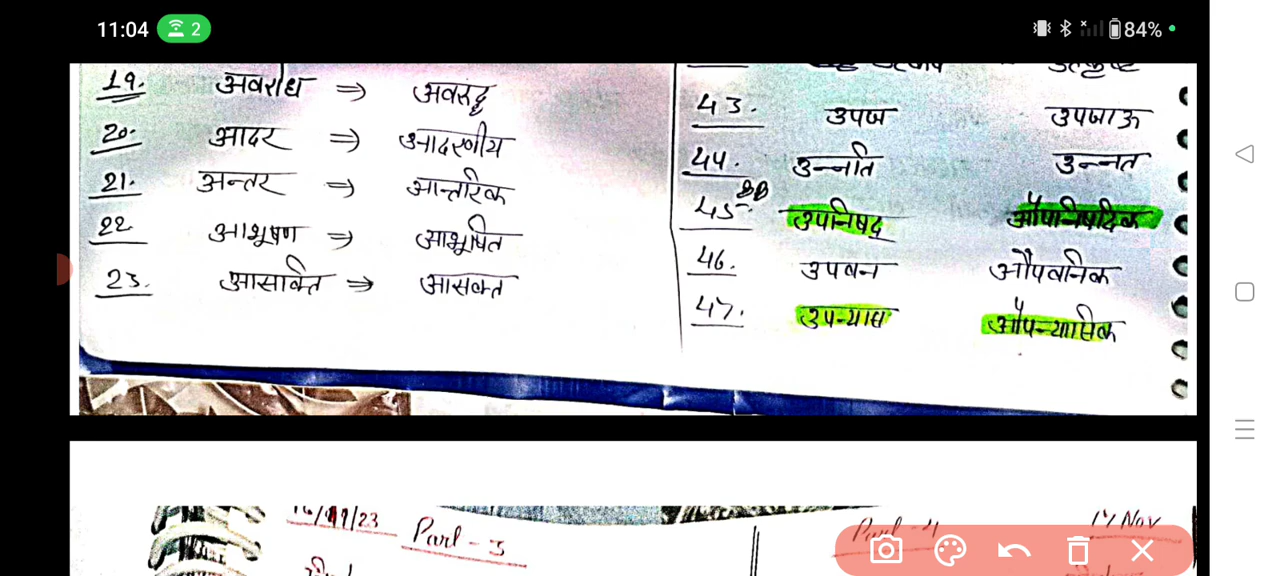 11:04 2 84%
19. अवरोध ⇒ अवरुद्ध
20. आदर ⇒ आदरणीय
21. अन्तर ⇒ आन्तरिक
22 आभूषण ⇒ आभूषित
23. आसक्ति ⇒ आसक्त
43. उपज उपजाऊ
44. उन्नति उन्नत
45 उपनिषद औपनिषदिक
46. उपवन औपवनिक
47. उपन्यास औपन्यासिक
16/11/23 Part - 3
Part - 4 17 Nov